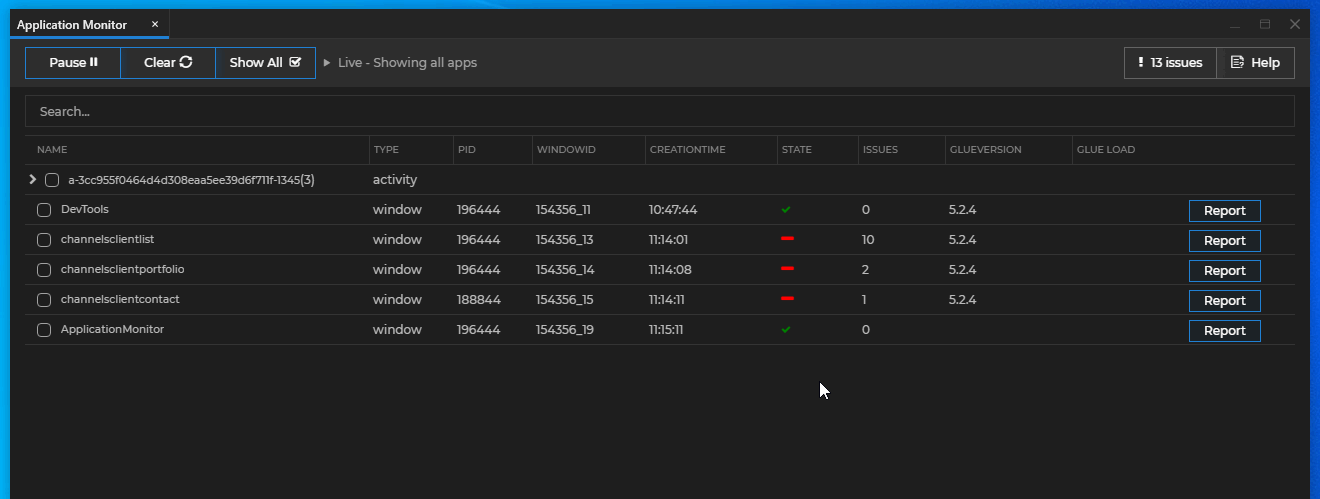 Application Monitor ×
Pause Clear Show All Live - Showing all apps 13 issues Help
Search...
NAME TYPE PID WINDOWID CREATIONTIME STATE ISSUES GLUEVERSION GLUE LOAD
a-3cc955f0464d4d308eaa5ee39d6f711f-1345(3) activity
DevTools window 196444 154356_11 10:47:44 0 5.2.4 Report
channelsclientlist window 196444 154356_13 11:14:01 10 5.2.4 Report
channelsclientportfolio window 196444 154356_14 11:14:08 2 5.2.4 Report
channelsclientcontact window 188844 154356_15 11:14:11 1 5.2.4 Report
ApplicationMonitor window 196444 154356_19 11:15:11 0 Report